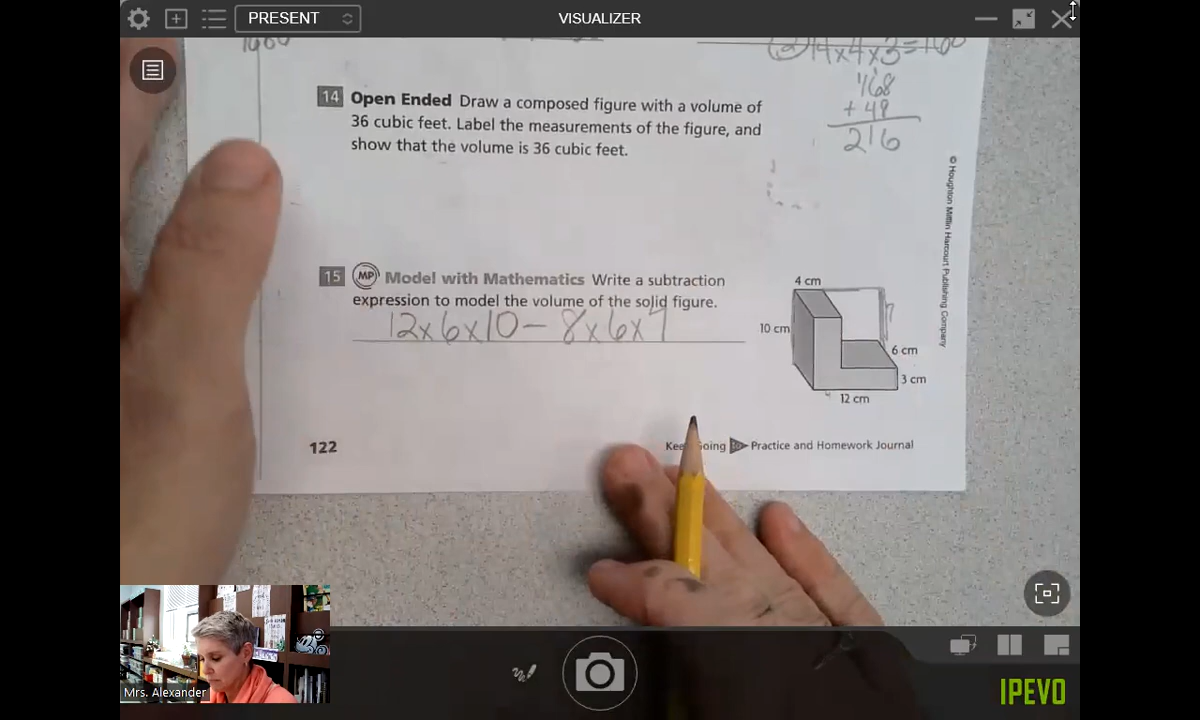 PRESENT
VISUALIZER
14x4x3=168
168
+ 48
216
14 Open Ended Draw a composed figure with a volume of
36 cubic feet. Label the measurements of the figure, and
show that the volume is 36 cubic feet.
© Houghton Mifflin Harcourt Publishing Company
15 MP Model with Mathematics Write a subtraction
expression to model the volume of the solid figure.
12x6x10 - 8x6x7
4 cm
7
10 cm
6 cm
3 cm
12 cm
122
Keep Going Practice and Homework Journal
Mrs. Alexander
IPEVO